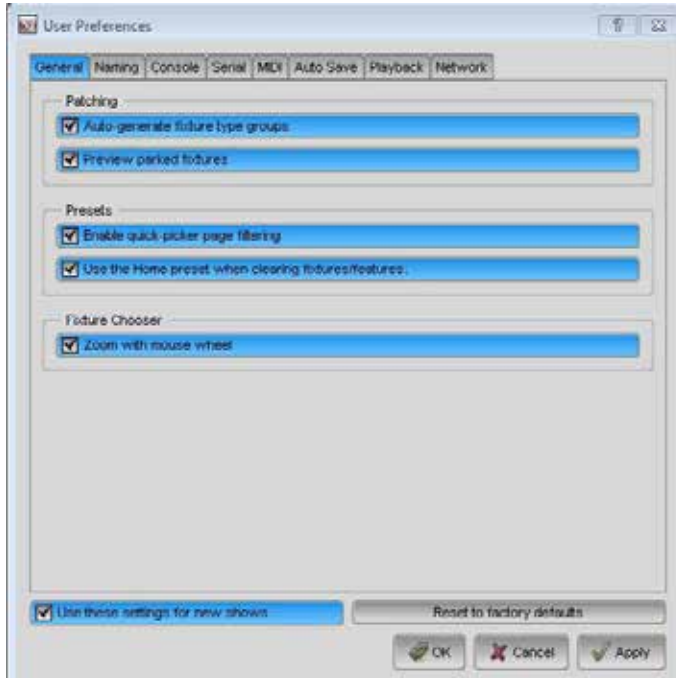 User Preferences
General Naming Console Serial MIDI Auto Save Playback Network
Patching
Auto-generate fixture type groups
Preview parked fixtures
Presets
Enable quick-picker page filtering
Use the Home preset when clearing fixtures/features.
Fixture Chooser
Zoom with mouse wheel
Use these settings for new shows Reset to factory defaults
OK Cancel Apply